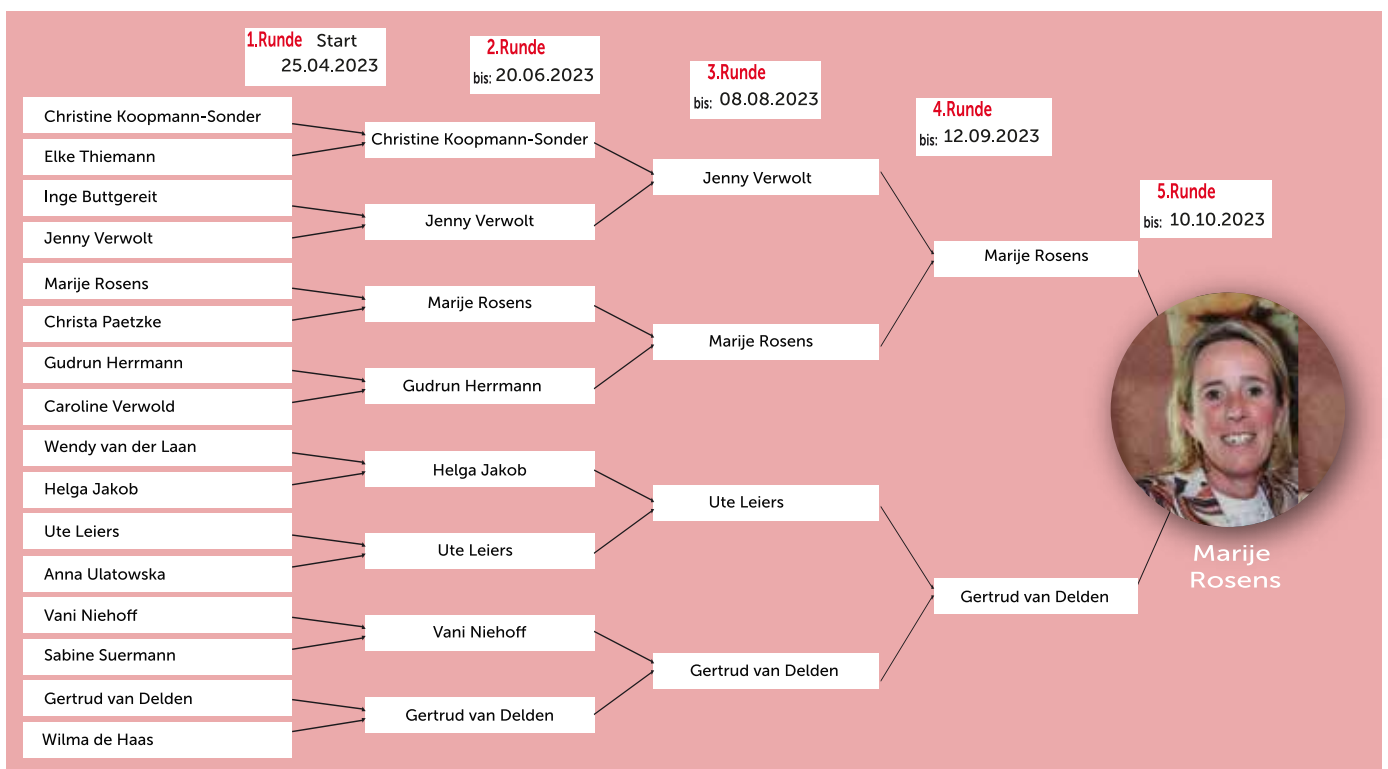 1.Runde Start
25.04.2023
2.Runde
bis: 20.06.2023
3.Runde
bis: 08.08.2023
4.Runde
bis: 12.09.2023
5.Runde
bis: 10.10.2023
Christine Koopmann-Sonder
Elke Thiemann
Inge Buttgereit
Jenny Verwolt
Marije Rosens
Christa Paetzke
Gudrun Herrmann
Caroline Verwold
Wendy van der Laan
Helga Jakob
Ute Leiers
Anna Ulatowska
Vani Niehoff
Sabine Suermann
Gertrud van Delden
Wilma de Haas
Christine Koopmann-Sonder
Jenny Verwolt
Marije Rosens
Gudrun Herrmann
Helga Jakob
Ute Leiers
Vani Niehoff
Gertrud van Delden
Jenny Verwolt
Marije Rosens
Ute Leiers
Gertrud van Delden
Marije Rosens
Gertrud van Delden
Marije
Rosens